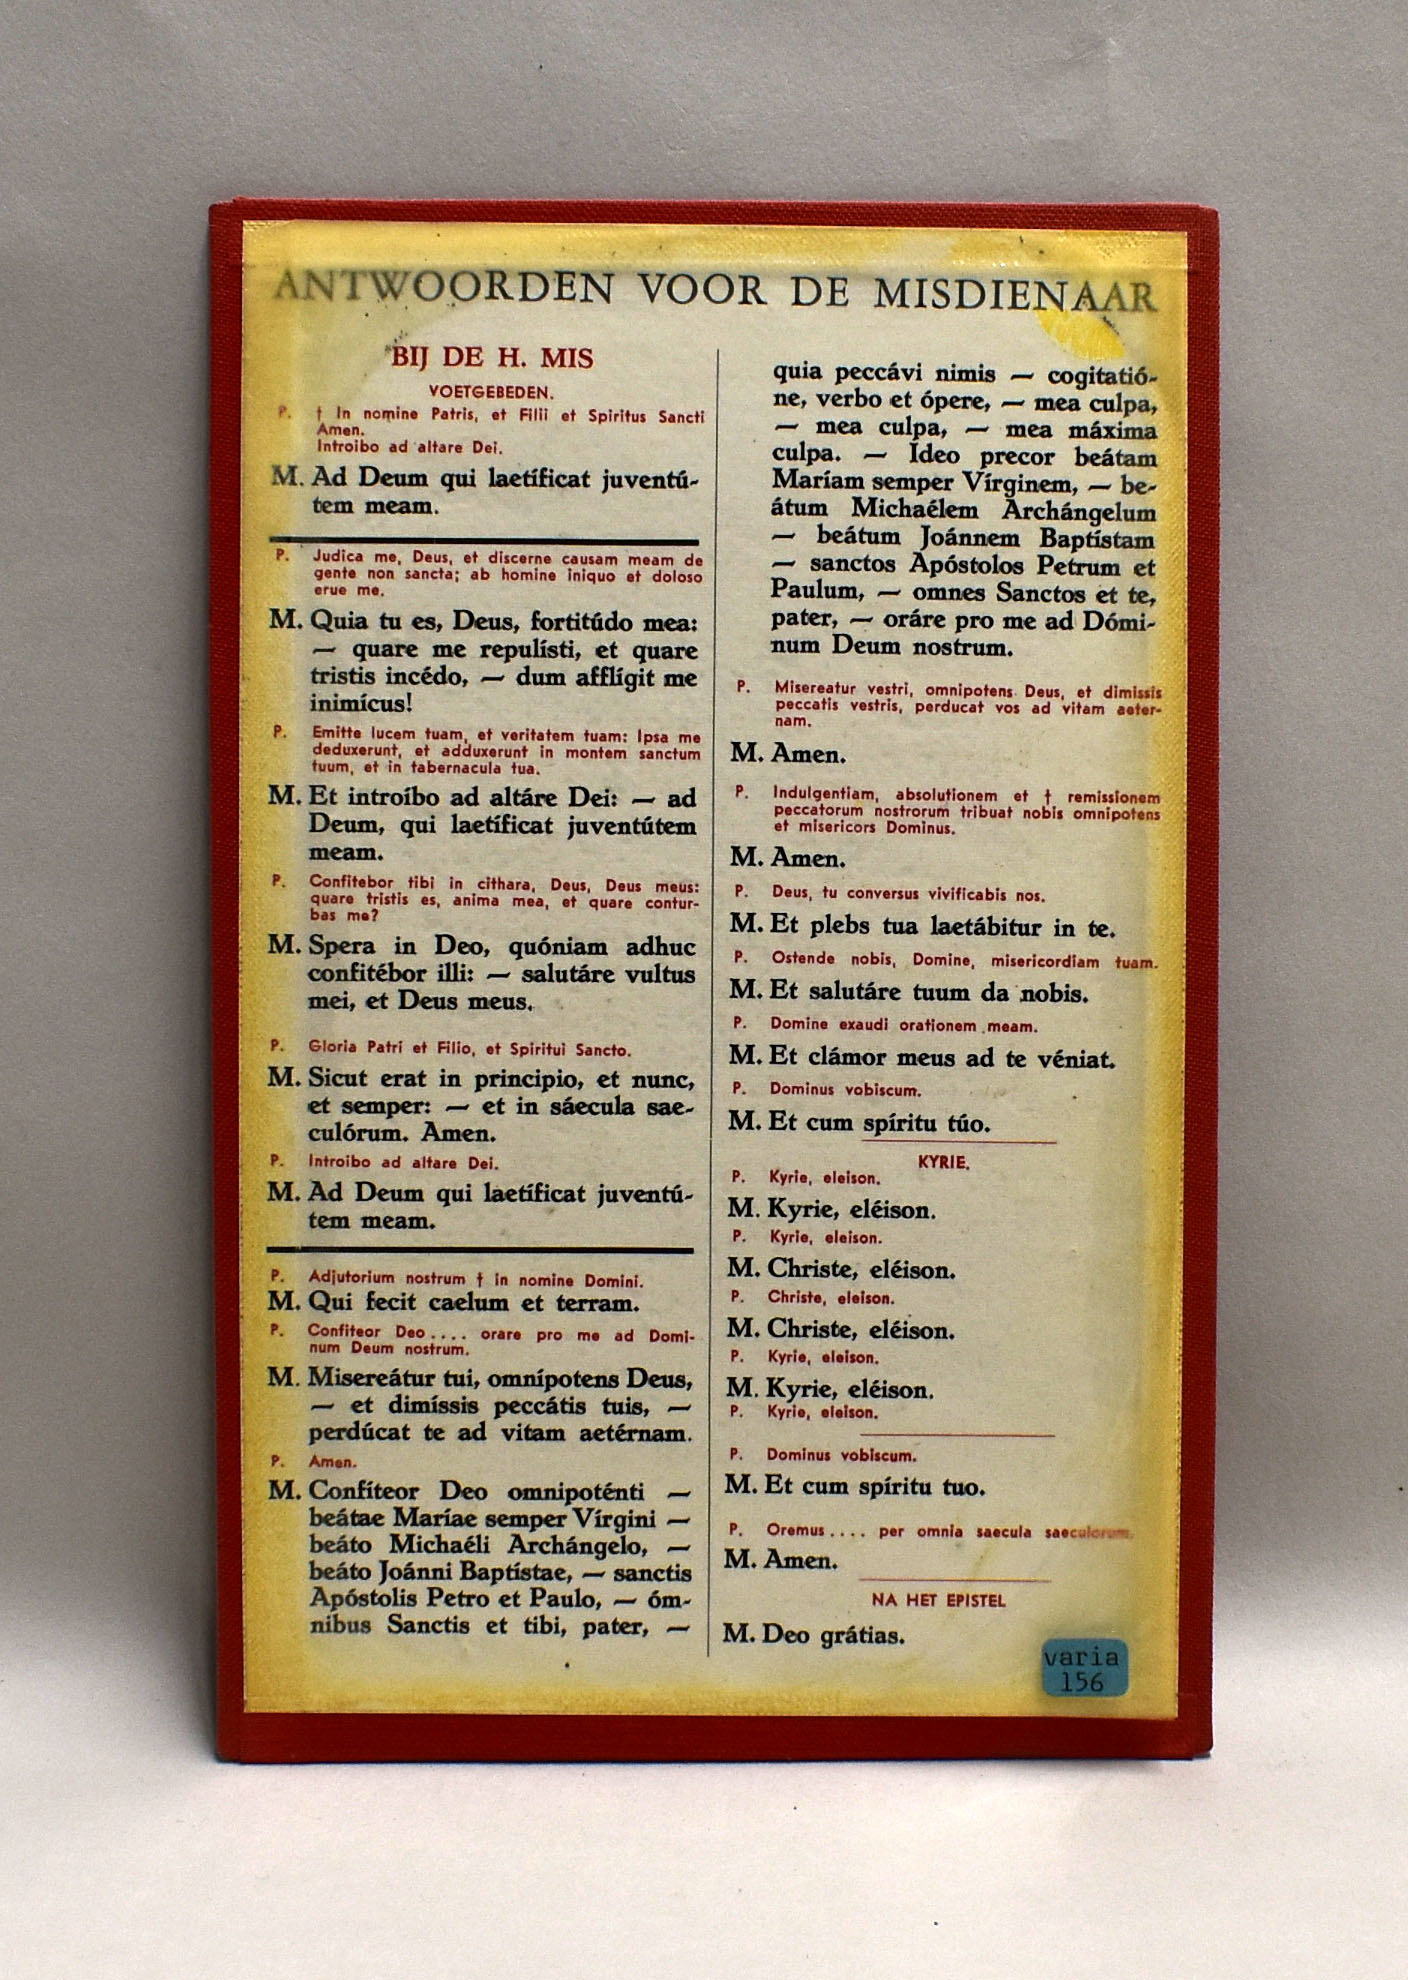 ANTWOORDEN VOOR DE MISDIENAAR
BIJ DE H. MIS
VOETGEBEDEN.
P. † In nomine Patris, et Filii et Spiritus Sancti
Amen.
Introibo ad altare Dei.
M. Ad Deum qui laetíficat juventú-
tem meam.
P. Judica me, Deus, et discerne causam meam de
gente non sancta; ab homine iniquo et doloso
erue me.
M. Quia tu es, Deus, fortitúdo mea:
— quare me repulísti, et quare
tristis incédo, — dum afflígit me
inimícus!
P. Emitte lucem tuam, et veritatem tuam: Ipsa me
deduxerunt, et adduxerunt in montem sanctum
tuum, et in tabernacula tua.
M. Et introíbo ad altáre Dei: — ad
Deum, qui laetíficat juventútem
meam.
P. Confitebor tibi in cithara, Deus, Deus meus:
quare tristis es, anima mea, et quare contur-
bas me?
M. Spera in Deo, quóniam adhuc
confitébor illi: — salutáre vultus
mei, et Deus meus.
P. Gloria Patri et Filio, et Spiritui Sancto.
M. Sicut erat in principio, et nunc,
et semper: — et in sáecula sae-
culórum. Amen.
P. Introibo ad altare Dei.
M. Ad Deum qui laetíficat juventú-
tem meam.
P. Adjutorium nostrum † in nomine Domini.
M. Qui fecit caelum et terram.
P. Confiteor Deo .... orare pro me ad Domi-
num Deum nostrum.
M. Misereátur tui, omnípotens Deus,
— et dimíssis peccátis tuis, —
perdúcat te ad vitam aetérnam.
P. Amen.
M. Confíteor Deo omnipoténti —
beátae Maríae semper Vírgini —
beáto Michaéli Archángelo, —
beáto Joánni Baptístae, — sanctis
Apóstolis Petro et Paulo, — óm-
nibus Sanctis et tibi, pater, —
quia peccávi nimis — cogitatió-
ne, verbo et ópere, — mea culpa,
— mea culpa, — mea máxima
culpa. — Ideo precor beátam
Maríam semper Vírginem, — be-
átum Michaélem Archángelum
— beátum Joánnem Baptístam
— sanctos Apóstolos Petrum et
Paulum, — omnes Sanctos et te,
pater, — oráre pro me ad Dómi-
num Deum nostrum.
P. Misereatur vestri, omnipotens Deus, et dimissis
peccatis vestris, perducat vos ad vitam aeter-
nam.
M. Amen.
P. Indulgentiam, absolutionem et † remissionem
peccatorum nostrorum tribuat nobis omnipotens
et misericors Dominus.
M. Amen.
P. Deus, tu conversus vivificabis nos.
M. Et plebs tua laetábitur in te.
P. Ostende nobis, Domine, misericordiam tuam.
M. Et salutáre tuum da nobis.
P. Domine exaudi orationem meam.
M. Et clámor meus ad te véniat.
P. Dominus vobiscum.
M. Et cum spíritu túo.
KYRIE.
P. Kyrie, eleison.
M. Kyrie, eléison.
P. Kyrie, eleison.
M. Christe, eléison.
P. Christe, eleison.
M. Christe, eléison.
P. Kyrie, eleison.
M. Kyrie, eléison.
P. Kyrie, eleison.
P. Dominus vobiscum.
M. Et cum spíritu tuo.
P. Oremus .... per omnia saecula saeculorum.
M. Amen.
NA HET EPISTEL
M. Deo grátias.
varia
156